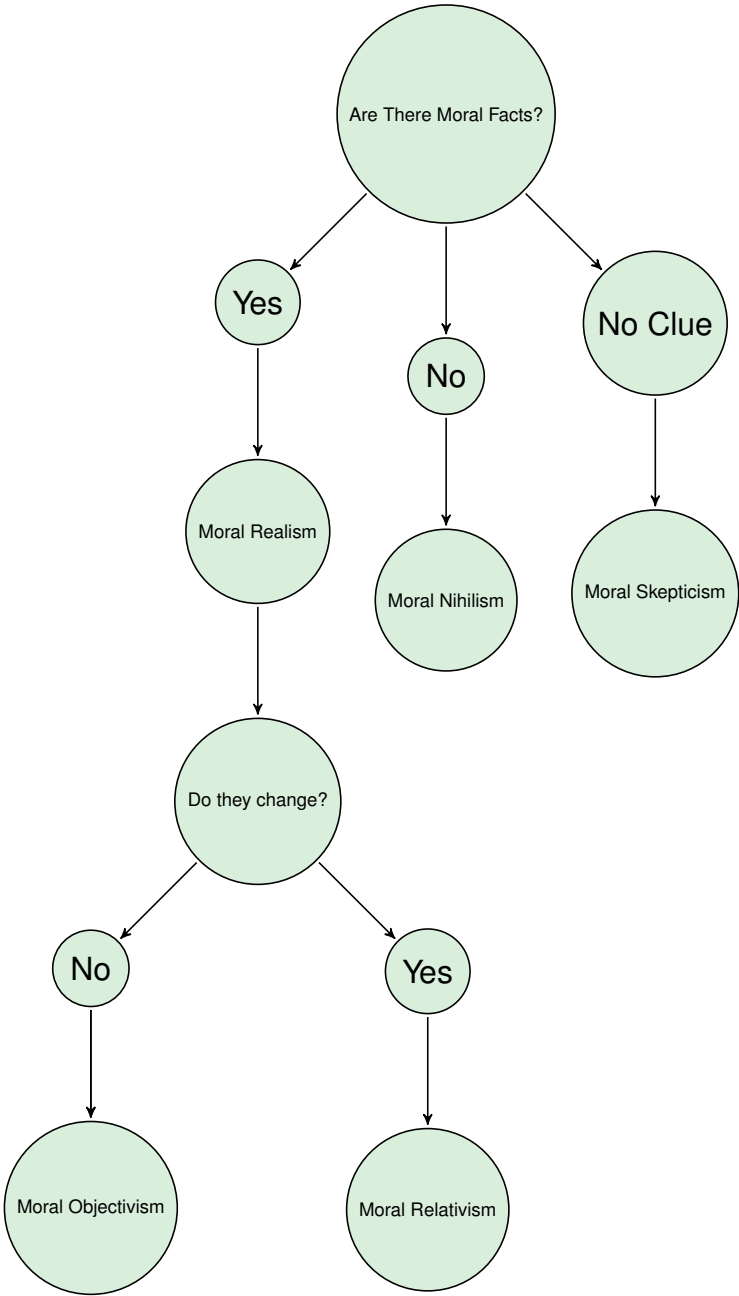 Are There Moral Facts?
Yes
No
No Clue
Moral Realism
Moral Nihilism
Moral Skepticism
Do they change?
No
Yes
Moral Objectivism
Moral Relativism